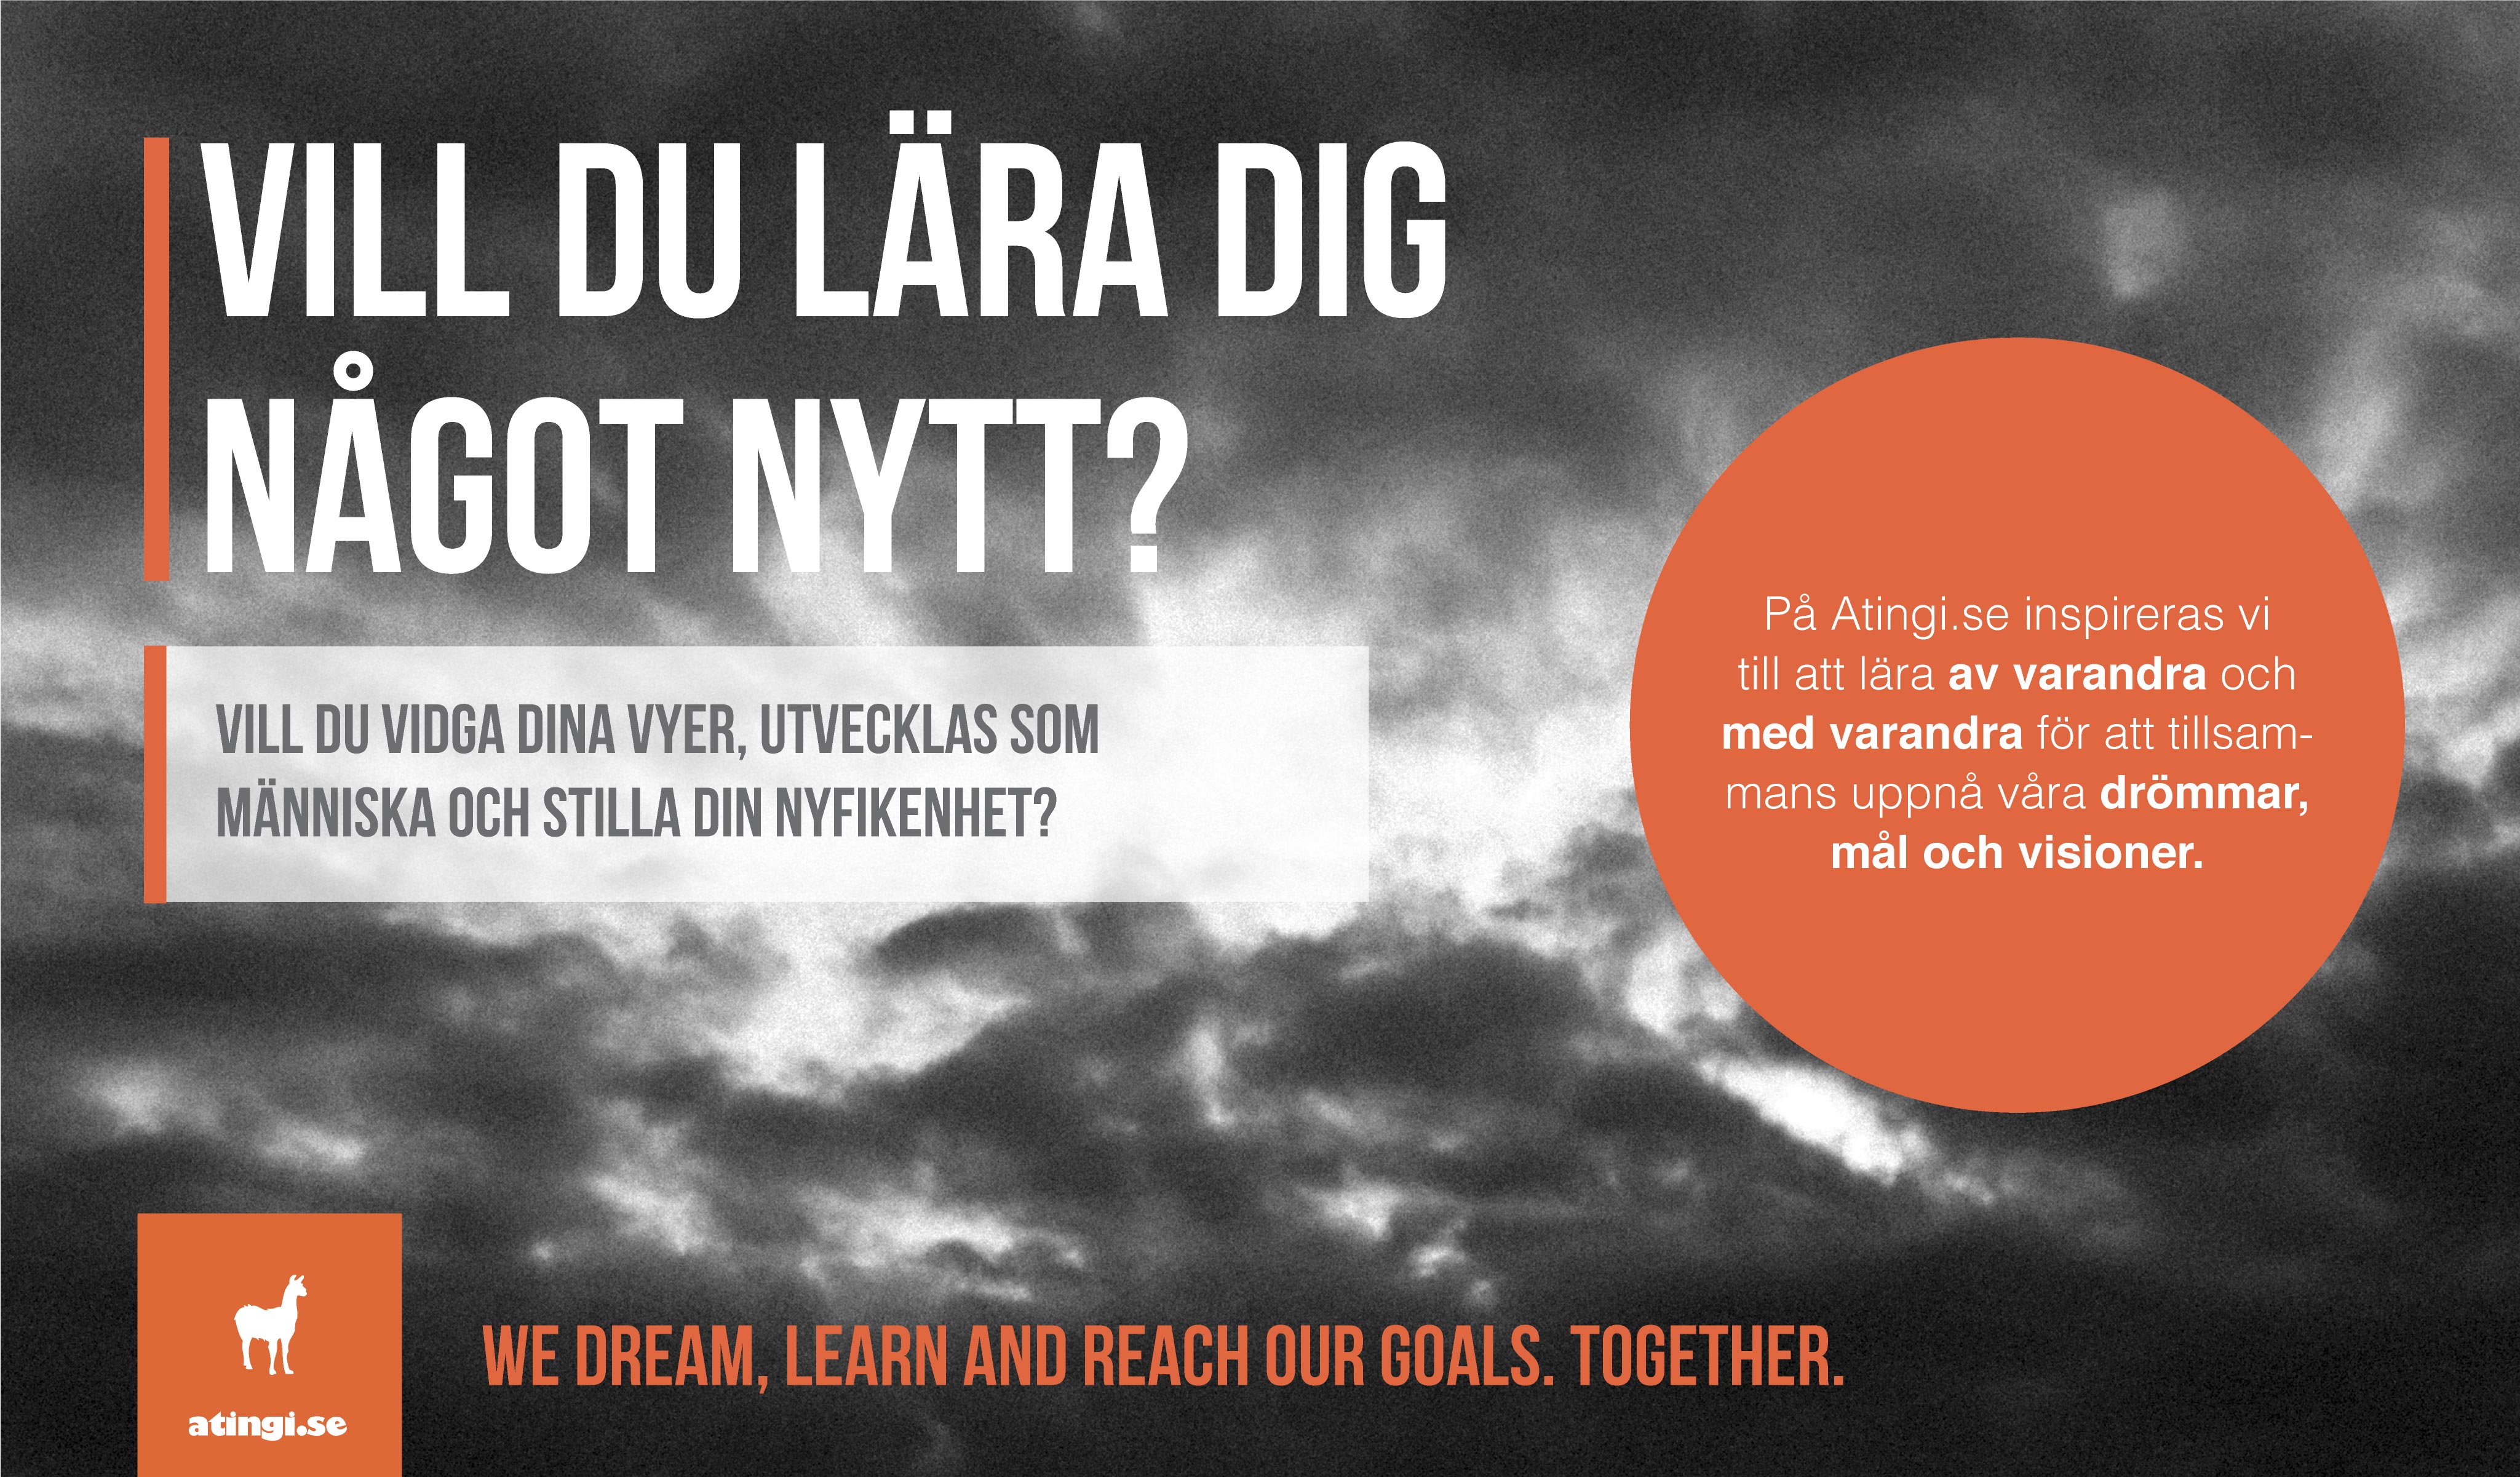 VILL DU LÄRA DIG
NÅGOT NYTT?
VILL DU VIDGA DINA VYER, UTVECKLAS SOM
MÄNNISKA OCH STILLA DIN NYFIKENHET?
På Atingi.se inspireras vi
till att lära av varandra och
med varandra för att tillsam-
mans uppnå våra drömmar,
mål och visioner.
atingi.se
WE DREAM, LEARN AND REACH OUR GOALS. TOGETHER.